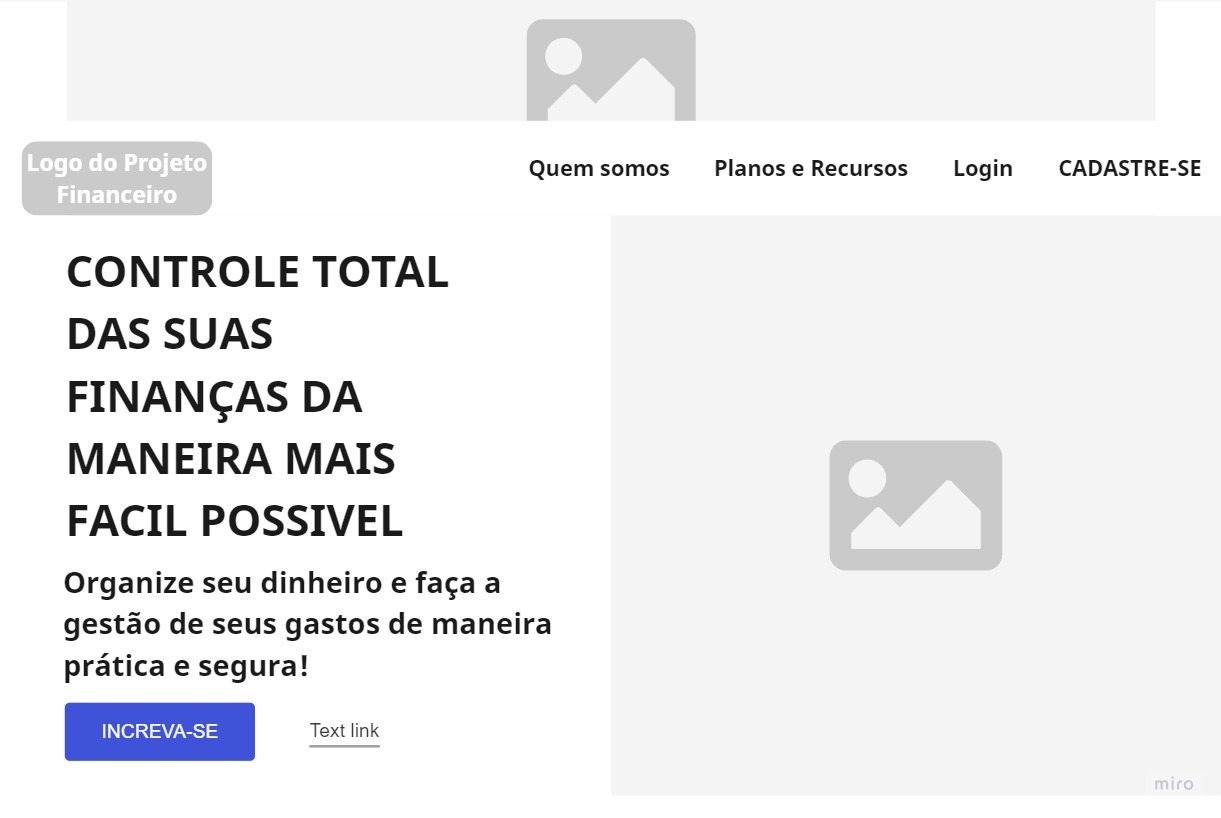 Logo do Projeto
Financeiro
Quem somos
Planos e Recursos
Login
CADASTRE-SE
CONTROLE TOTAL
DAS SUAS
FINANÇAS DA
MANEIRA MAIS
FACIL POSSIVEL
Organize seu dinheiro e faça a
gestão de seus gastos de maneira
prática e segura!
INCREVA-SE
Text link
miro